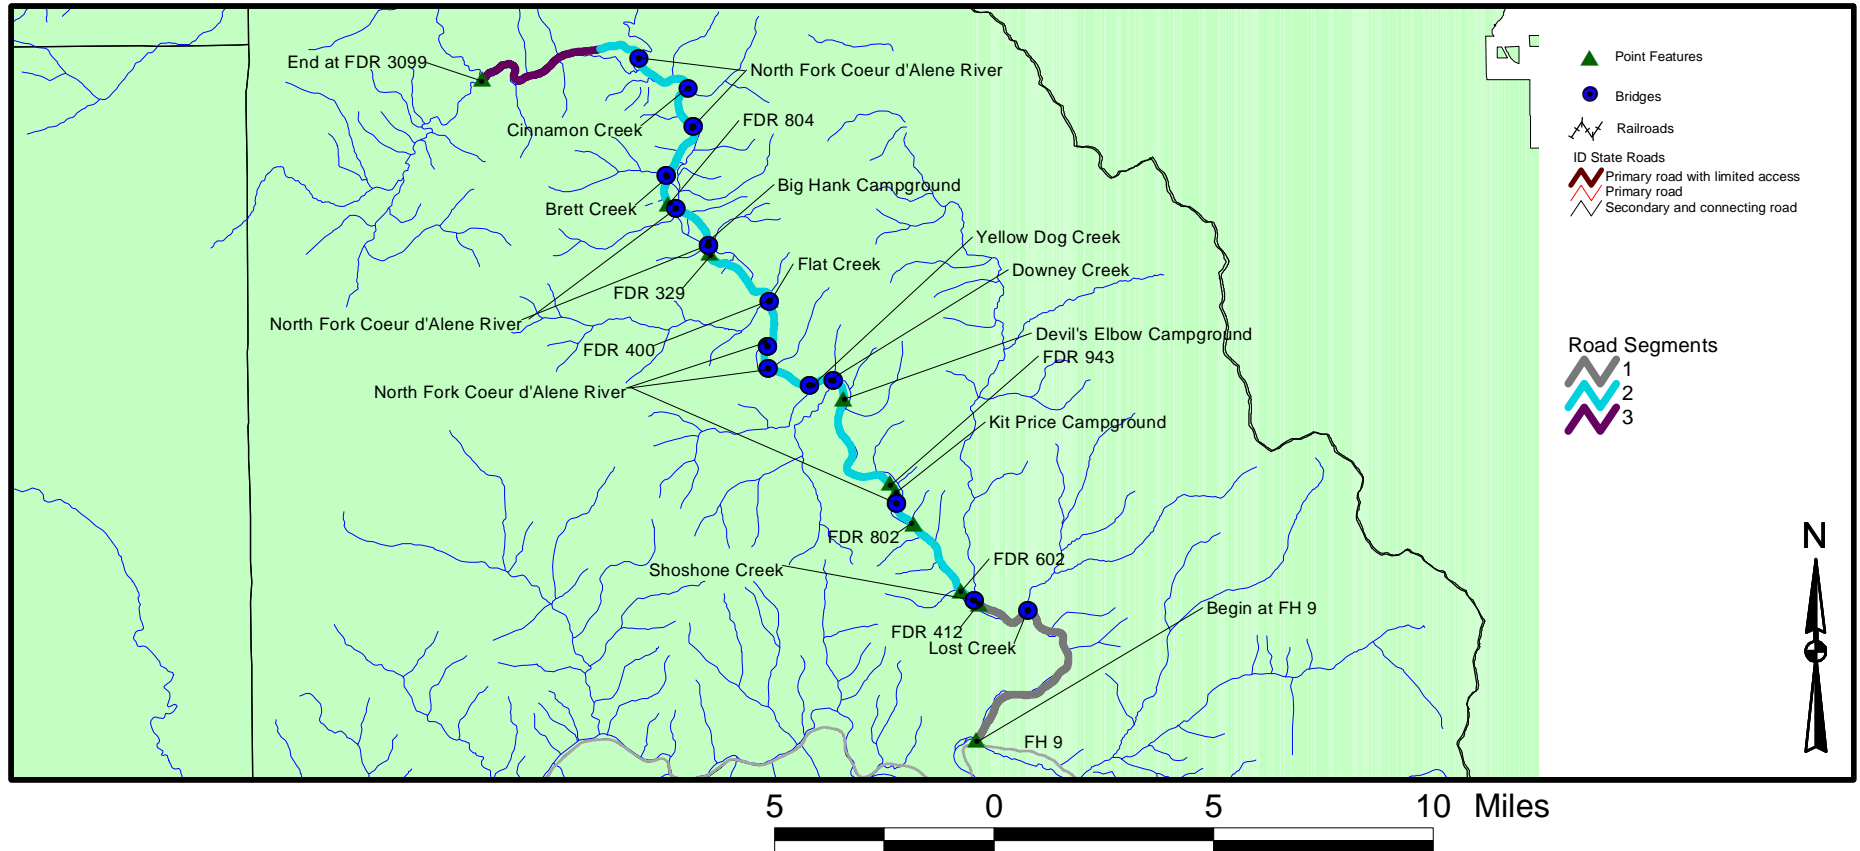 End at FDR 3099
North Fork Coeur d'Alene River
Cinnamon Creek
FDR 804
Big Hank Campground
Brett Creek
Yellow Dog Creek
Flat Creek
Downey Creek
FDR 329
North Fork Coeur d'Alene River
Devil's Elbow Campground
FDR 400
FDR 943
North Fork Coeur d'Alene River
Kit Price Campground
FDR 802
FDR 602
Shoshone Creek
Begin at FH 9
FDR 412
Lost Creek
FH 9
Point Features
Bridges
Railroads
ID State Roads
Primary road with limited access
Primary road
Secondary and connecting road
Road Segments
1
2
3
N
5 0 5 10 Miles